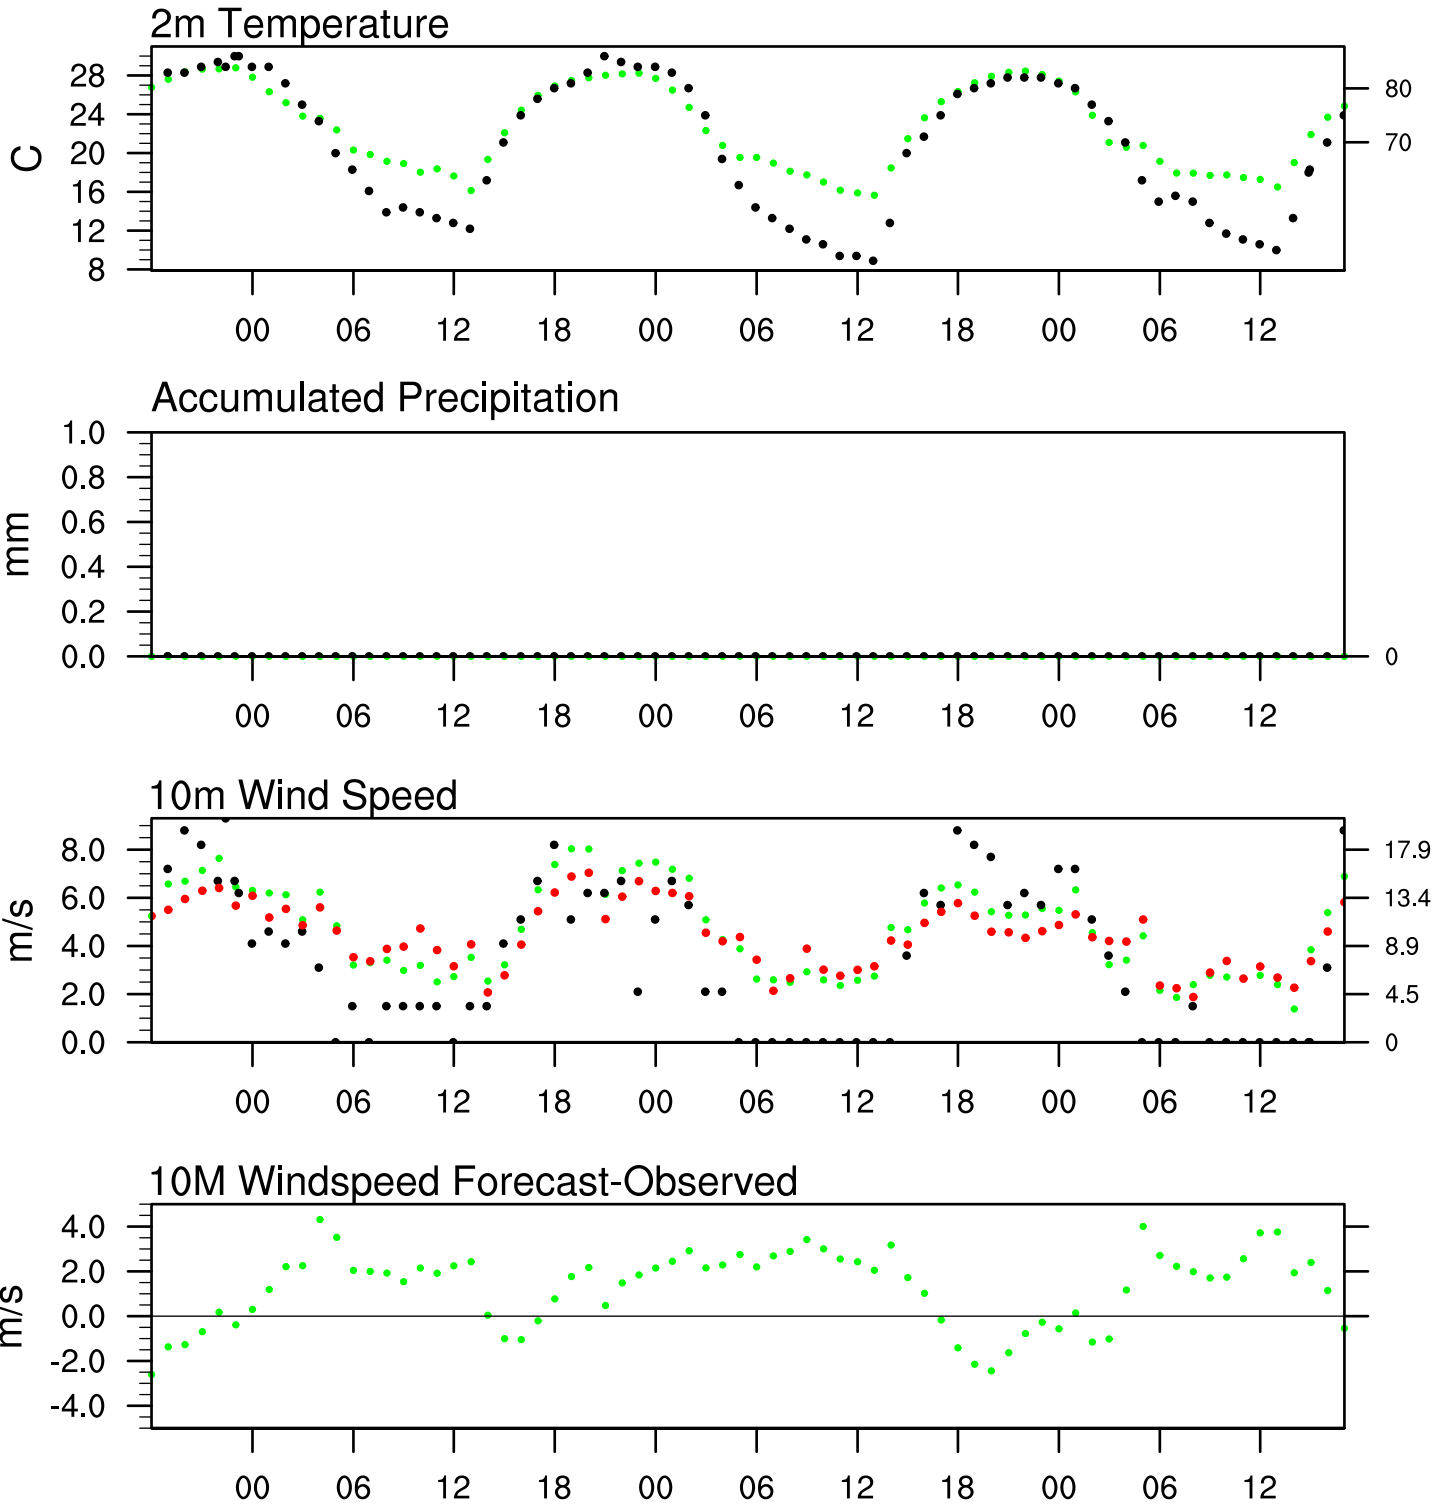 2m Temperature
28
24
20
16
12
8
C
80
70
00 06 12 18 00 06 12 18 00 06 12
Accumulated Precipitation
1.0
0.8
0.6
0.4
0.2
0.0
mm
0
00 06 12 18 00 06 12 18 00 06 12
10m Wind Speed
8.0
6.0
4.0
2.0
0.0
m/s
17.9
13.4
8.9
4.5
0
00 06 12 18 00 06 12 18 00 06 12
10M Windspeed Forecast-Observed
4.0
2.0
0.0
-2.0
-4.0
m/s
00 06 12 18 00 06 12 18 00 06 12